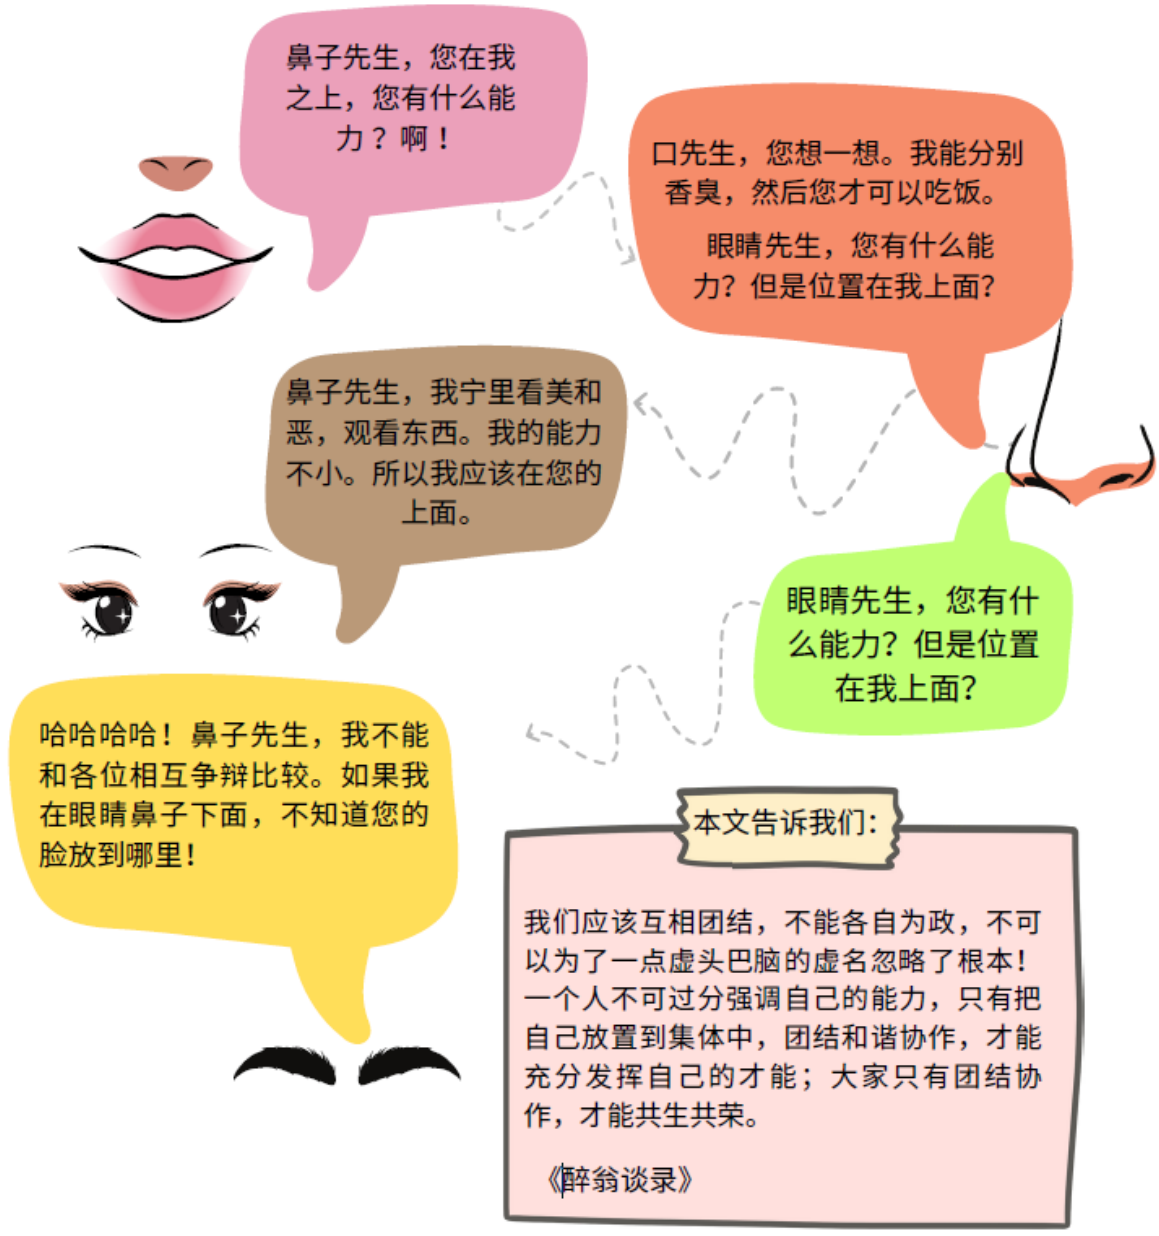 鼻子先生，您在我
之上，您有什么能
力？啊！
口先生，您想一想。我能分别
香臭，然后您才可以吃饭。
眼睛先生，您有什么能
力？但是位置在我上面？
鼻子先生，我宁里看美和
恶，观看东西。我的能力
不小。所以我应该在您的
上面。
眼睛先生，您有什
么能力？但是位置
在我上面？
哈哈哈哈！鼻子先生，我不能
和各位相互争辩比较。如果我
在眼睛鼻子下面，不知道您的
脸放到哪里！
本文告诉我们：
我们应该互相团结，不能各自为政，不可
以为了一点虚头巴脑的虚名忽略了根本！
一个人不可过分强调自己的能力，只有把
自己放置到集体中，团结和谐协作，才能
充分发挥自己的才能；大家只有团结协
作，才能共生共荣。
《醉翁谈录》